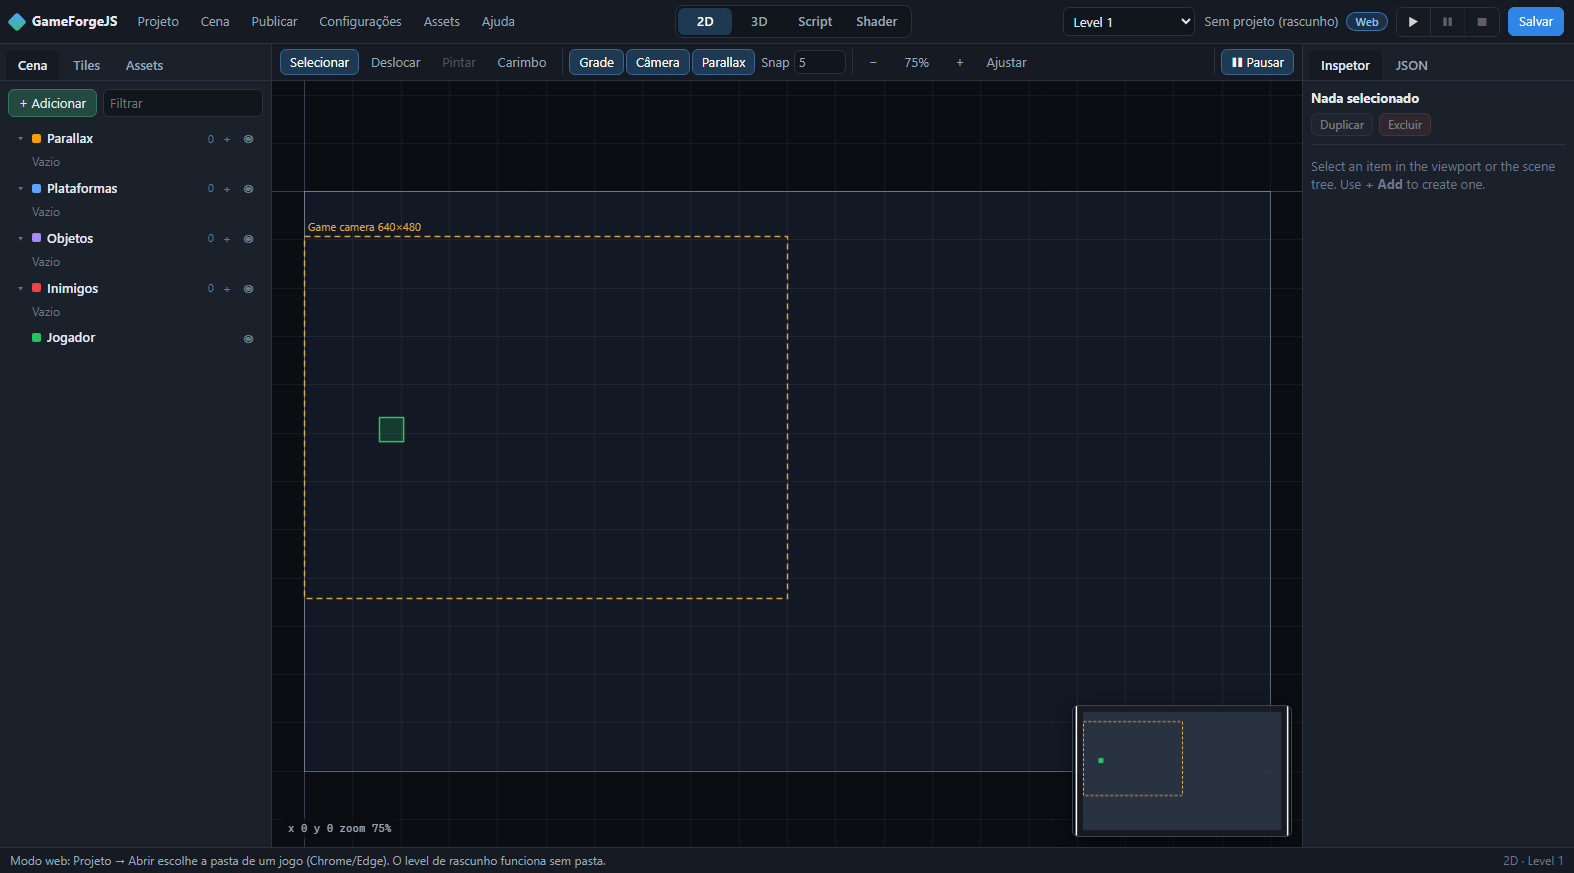 GameForgeJS Projeto Cena Publicar Configurações Assets Ajuda 2D 3D Script Shader Level 1 Sem projeto (rascunho) Web Salvar
Cena Tiles Assets Selecionar Deslocar Pintar Carimbo Grade Câmera Parallax Snap 5 − 75% + Ajustar Pausar Inspetor JSON
+ Adicionar Filtrar
Parallax 0 +
Vazio
Plataformas 0 +
Vazio
Objetos 0 +
Vazio
Inimigos 0 +
Vazio
Jogador
Game camera 640×480
x 0 y 0 zoom 75%
Nada selecionado
Duplicar Excluir
Select an item in the viewport or the scene
tree. Use + Add to create one.
Modo web: Projeto → Abrir escolhe a pasta de um jogo (Chrome/Edge). O level de rascunho funciona sem pasta. 2D · Level 1